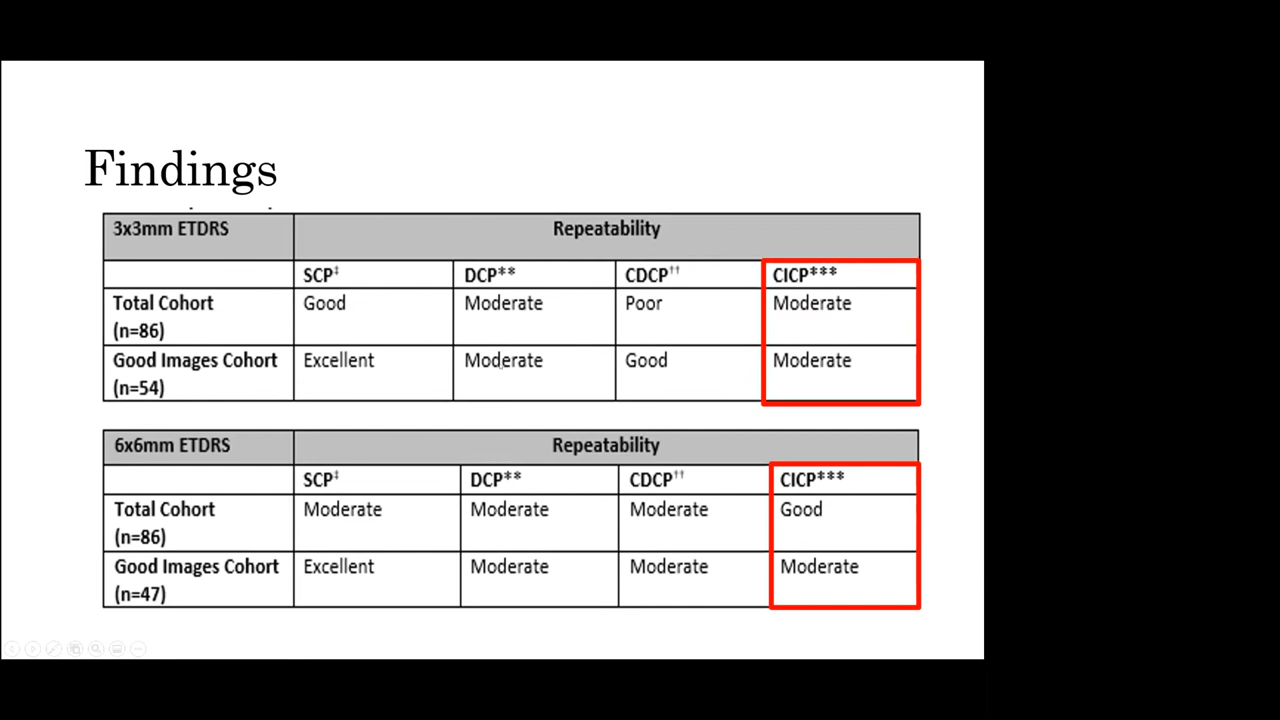 Findings
3x3mm ETDRS Repeatability
SCP‡ DCP** CDCP†† CICP***
Total Cohort Good Moderate Poor Moderate
(n=86)
Good Images Cohort Excellent Moderate Good Moderate
(n=54)
6x6mm ETDRS Repeatability
SCP‡ DCP** CDCP†† CICP***
Total Cohort Moderate Moderate Moderate Good
(n=86)
Good Images Cohort Excellent Moderate Moderate Moderate
(n=47)